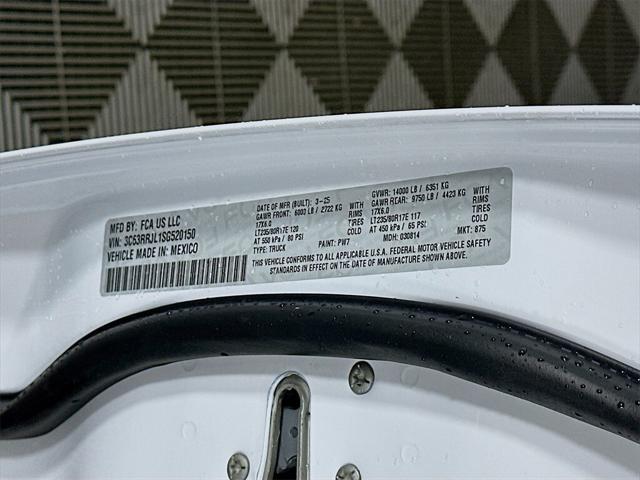 MFD BY: FCA US LLC
DATE OF MFR (BUILT): 3-25
GVWR: 14000 LB / 6351 KG
GAWR FRONT: 6000 LB / 2722 KG WITH
GAWR REAR: 9750 LB / 4423 KG WITH
17X6.0 RIMS
17X6.0 RIMS
LT235/80R17E 120 TIRES
LT235/80R17E 117 TIRES
AT 550 kPa / 80 PSI COLD
AT 450 kPa / 65 PSI COLD
VIN: 3C63RRJL1SG520150
VEHICLE MADE IN: MEXICO
TYPE: TRUCK
PAINT: PW7
MDH: 030814
MGST: 875
THIS VEHICLE CONFORMS TO ALL APPLICABLE U.S.A. FEDERAL MOTOR VEHICLE SAFETY
STANDARDS IN EFFECT ON THE DATE OF MANUFACTURE SHOWN ABOVE.